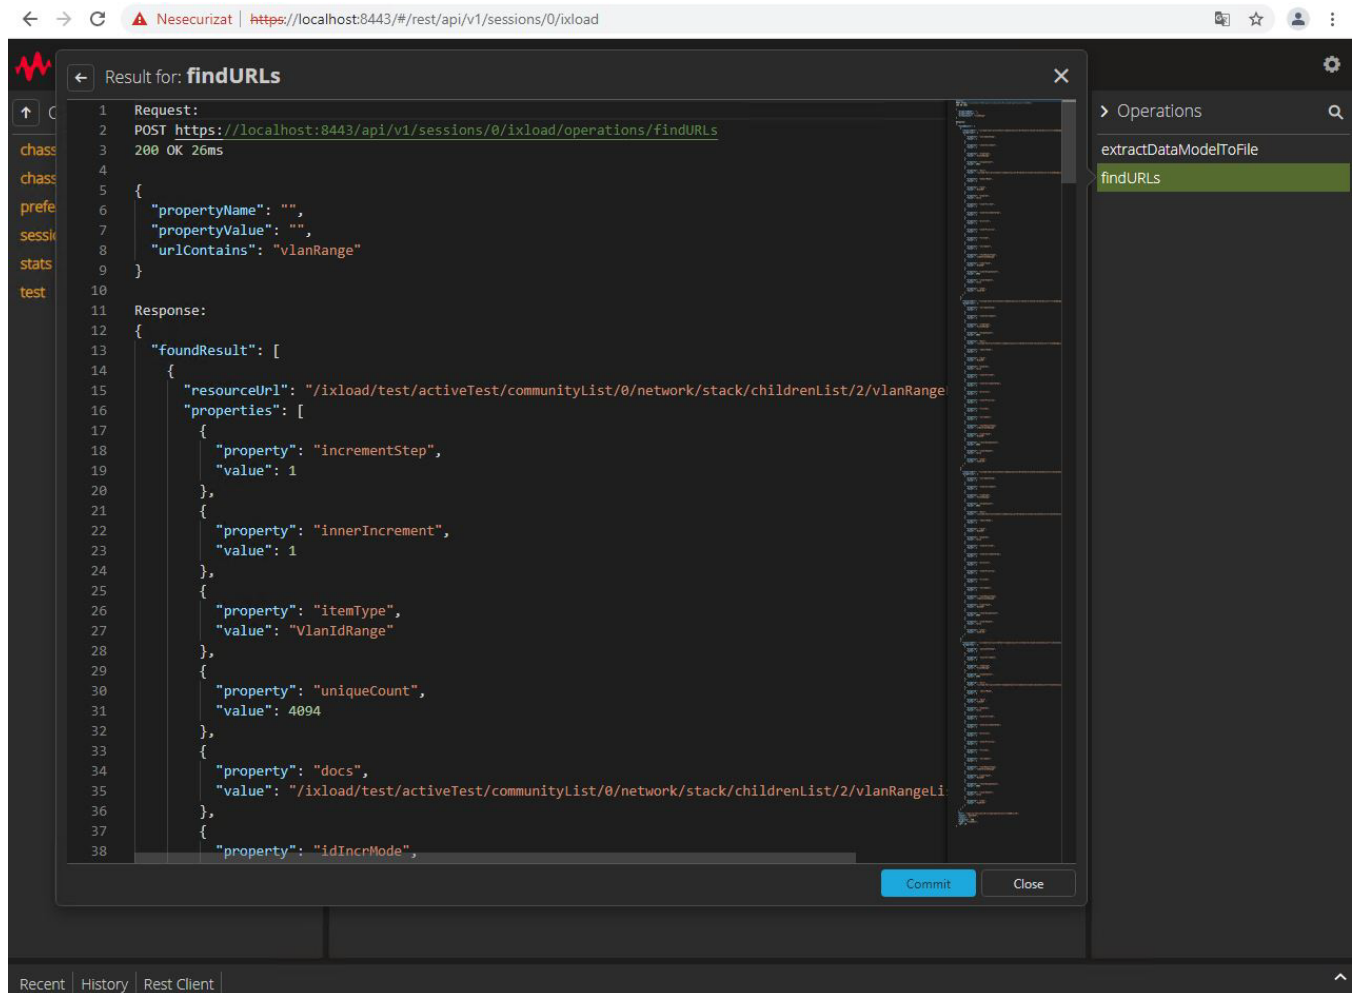 Nesecurizat https://localhost:8443/#/rest/api/v1/sessions/0/ixload
Result for: findURLs
1 Request:
2 POST https://localhost:8443/api/v1/sessions/0/ixload/operations/findURLs
3 200 OK 26ms
4
5 {
6 "propertyName": "",
7 "propertyValue": "",
8 "urlContains": "vlanRange"
9 }
10
11 Response:
12 {
13 "foundResult": [
14 {
15 "resourceUrl": "/ixload/test/activeTest/communityList/0/network/stack/childrenList/2/vlanRange
16 "properties": [
17 {
18 "property": "incrementStep",
19 "value": 1
20 },
21 {
22 "property": "innerIncrement",
23 "value": 1
24 },
25 {
26 "property": "itemType",
27 "value": "VlanIdRange"
28 },
29 {
30 "property": "uniqueCount",
31 "value": 4094
32 },
33 {
34 "property": "docs",
35 "value": "/ixload/test/activeTest/communityList/0/network/stack/childrenList/2/vlanRangeLi
36 },
37 {
38 "property": "idIncrMode",
Commit Close
chass
chass
prefe
sessi
stats
test
Operations
extractDataModelToFile
findURLs
Recent History Rest Client